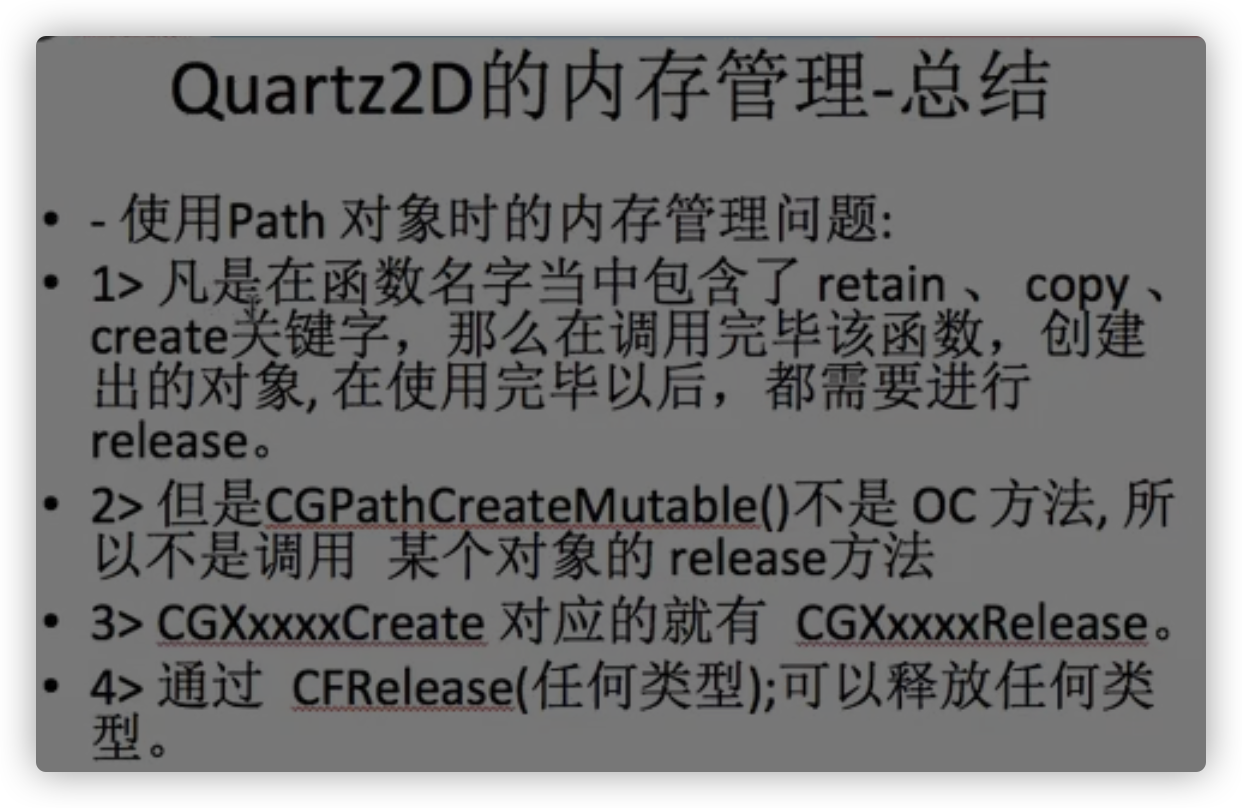 Quartz2D的内存管理-总结
• - 使用Path 对象时的内存管理问题:
• 1> 凡是在函数名字当中包含了 retain 、 copy 、
create关键字，那么在调用完毕该函数，创建
出的对象, 在使用完毕以后，都需要进行
release。
• 2> 但是CGPathCreateMutable()不是 OC 方法, 所
以不是调用 某个对象的 release方法
• 3> CGXxxxxCreate 对应的就有 CGXxxxxRelease。
• 4> 通过 CFRelease(任何类型);可以释放任何类
型。